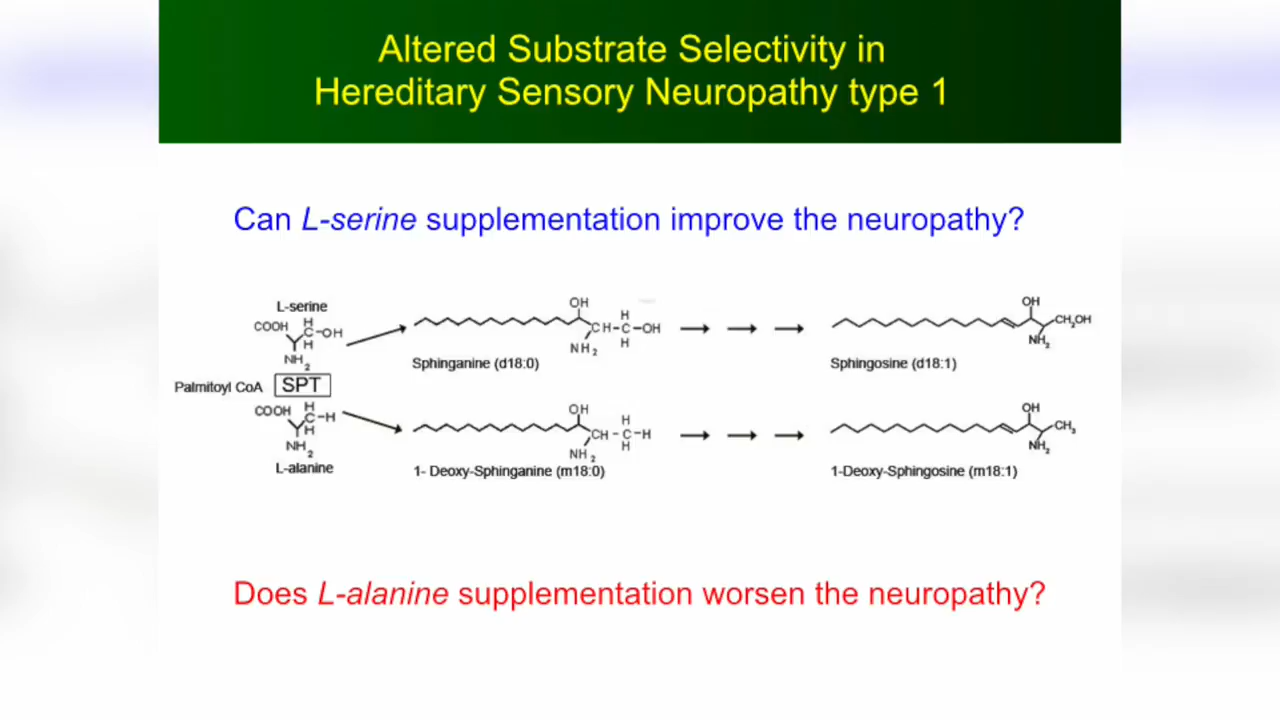 Altered Substrate Selectivity in
Hereditary Sensory Neuropathy type 1
Can L-serine supplementation improve the neuropathy?
L-serine
COOH H C-OH H NH2
OH CH-C-OH H H NH2
OH CH2OH NH2
Sphinganine (d18:0)
Sphingosine (d18:1)
Palmitoyl CoA SPT
COOH H C-H H NH2
OH CH-C-H H H NH2
OH CH3 NH2
L-alanine
1- Deoxy-Sphinganine (m18:0)
1-Deoxy-Sphingosine (m18:1)
Does L-alanine supplementation worsen the neuropathy?